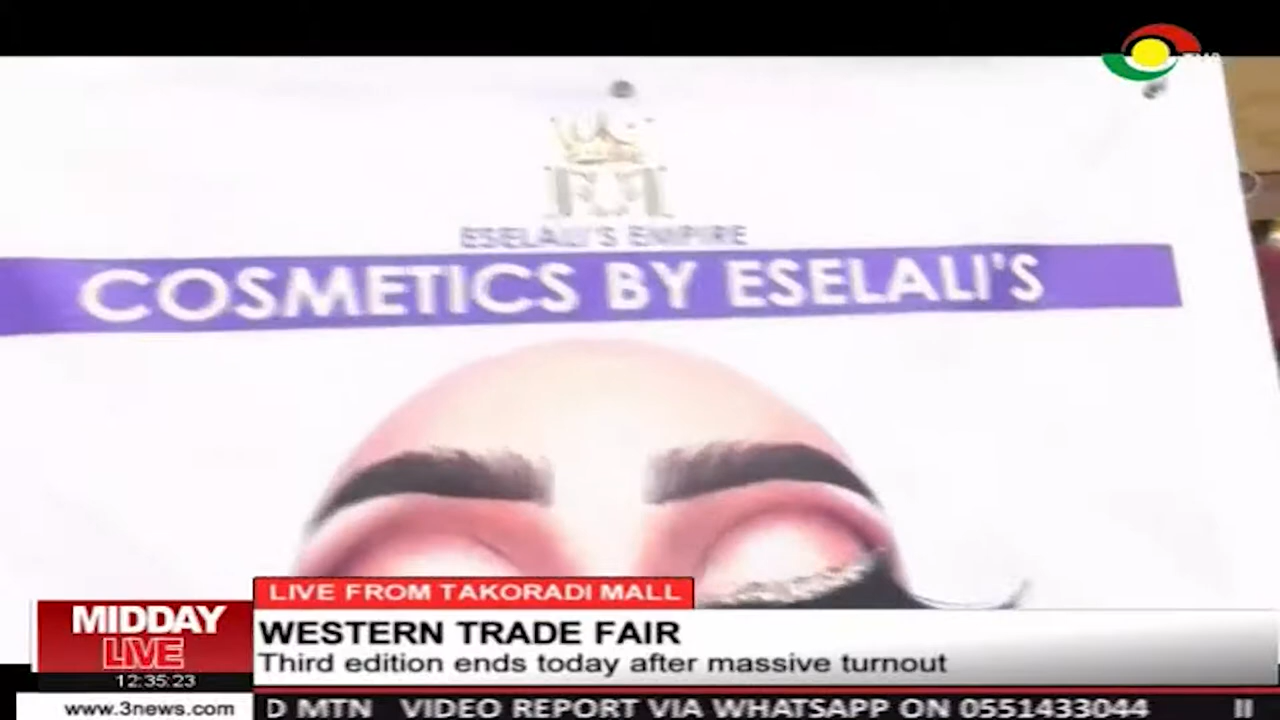 ESELALI'S EMPIRE
COSMETICS BY ESELALI'S
LIVE FROM TAKORADI MALL
WESTERN TRADE FAIR
Third edition ends today after massive turnout
MIDDAY
LIVE
12:35:23
www.3news.com
D MTN VIDEO REPORT VIA WHATSAPP ON 0551433044